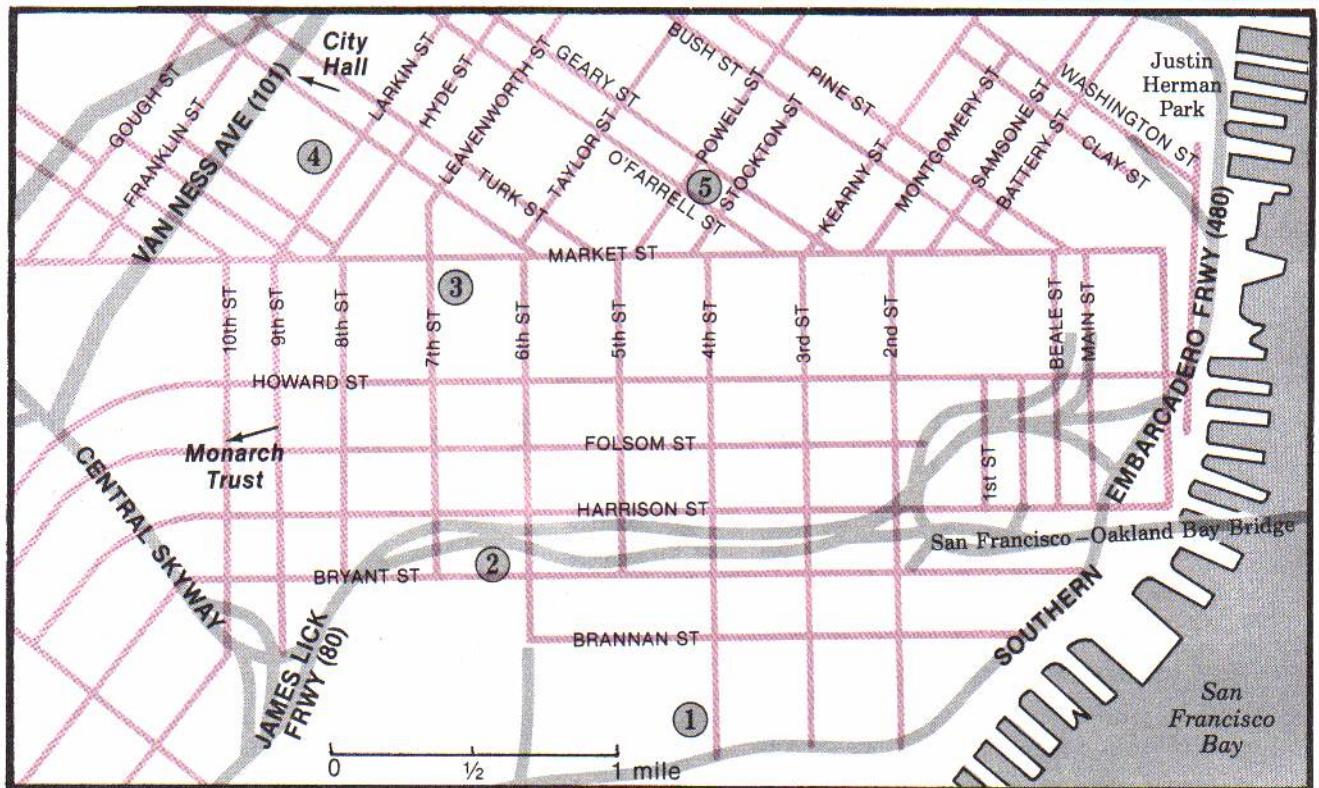 City
Hall
GOUGH ST
FRANKLIN ST
VAN NESS AVE (101)
LARKIN ST
HYDE ST
LEAVENWORTH ST
GEARY ST
TURK ST
TAYLOR ST
O'FARRELL ST
BUSH ST
POWELL ST
STOCKTON ST
PINE ST
KEARNY ST
MONTGOMERY ST
SAMSONE ST
BATTERY ST
WASHINGTON ST
CLAY ST
Justin
Herman
Park
4
5
MARKET ST
3
10th ST
9th ST
8th ST
7th ST
6th ST
5th ST
4th ST
3rd ST
2nd ST
BEALE ST
MAIN ST
SOUTHERN EMBARCADERO FRWY (480)
HOWARD ST
FOLSOM ST
Monarch
Trust
1st ST
HARRISON ST
CENTRAL SKYWAY
San Francisco–Oakland Bay Bridge
2
BRYANT ST
JAMES LICK
FRWY (80)
BRANNAN ST
1
San
Francisco
Bay
0 ½ 1 mile